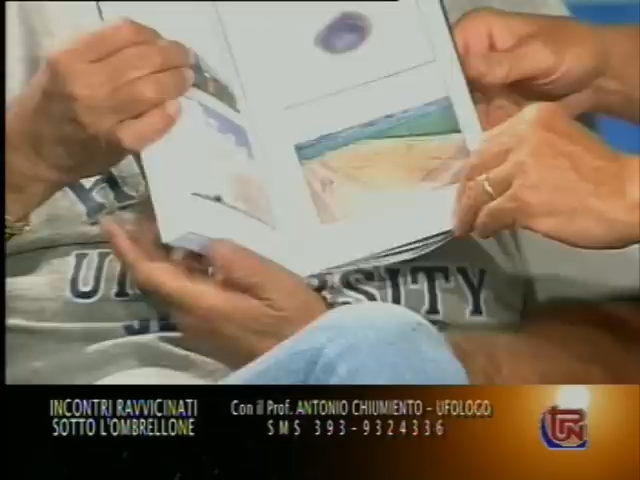 INCONTRI RAVVICINATI
SOTTO L'OMBRELLONE
Con il Prof. ANTONIO CHIUMIENTO - UFOLOGO
SMS 393-9324336